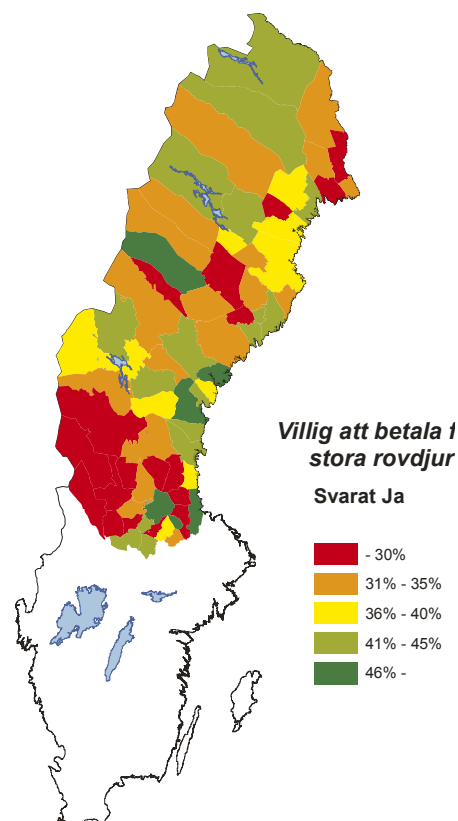 Villig att betala f
stora rovdjur
Svarat Ja
- 30%
31% - 35%
36% - 40%
41% - 45%
46% -